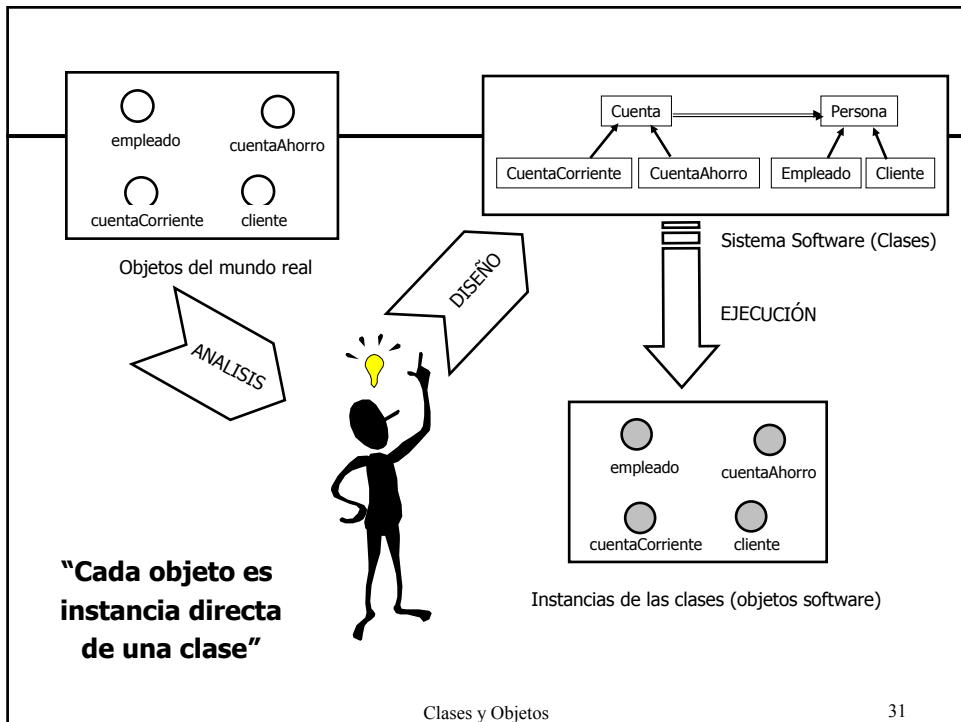 empleado
cuentaAhorro
cuentaCorriente
cliente
Objetos del mundo real
Cuenta
Persona
CuentaCorriente
CuentaAhorro
Empleado
Cliente
Sistema Software (Clases)
ANALISIS
DISEÑO
EJECUCIÓN
empleado
cuentaAhorro
cuentaCorriente
cliente
Instancias de las clases (objetos software)
“Cada objeto es
instancia directa
de una clase”
Clases y Objetos
31